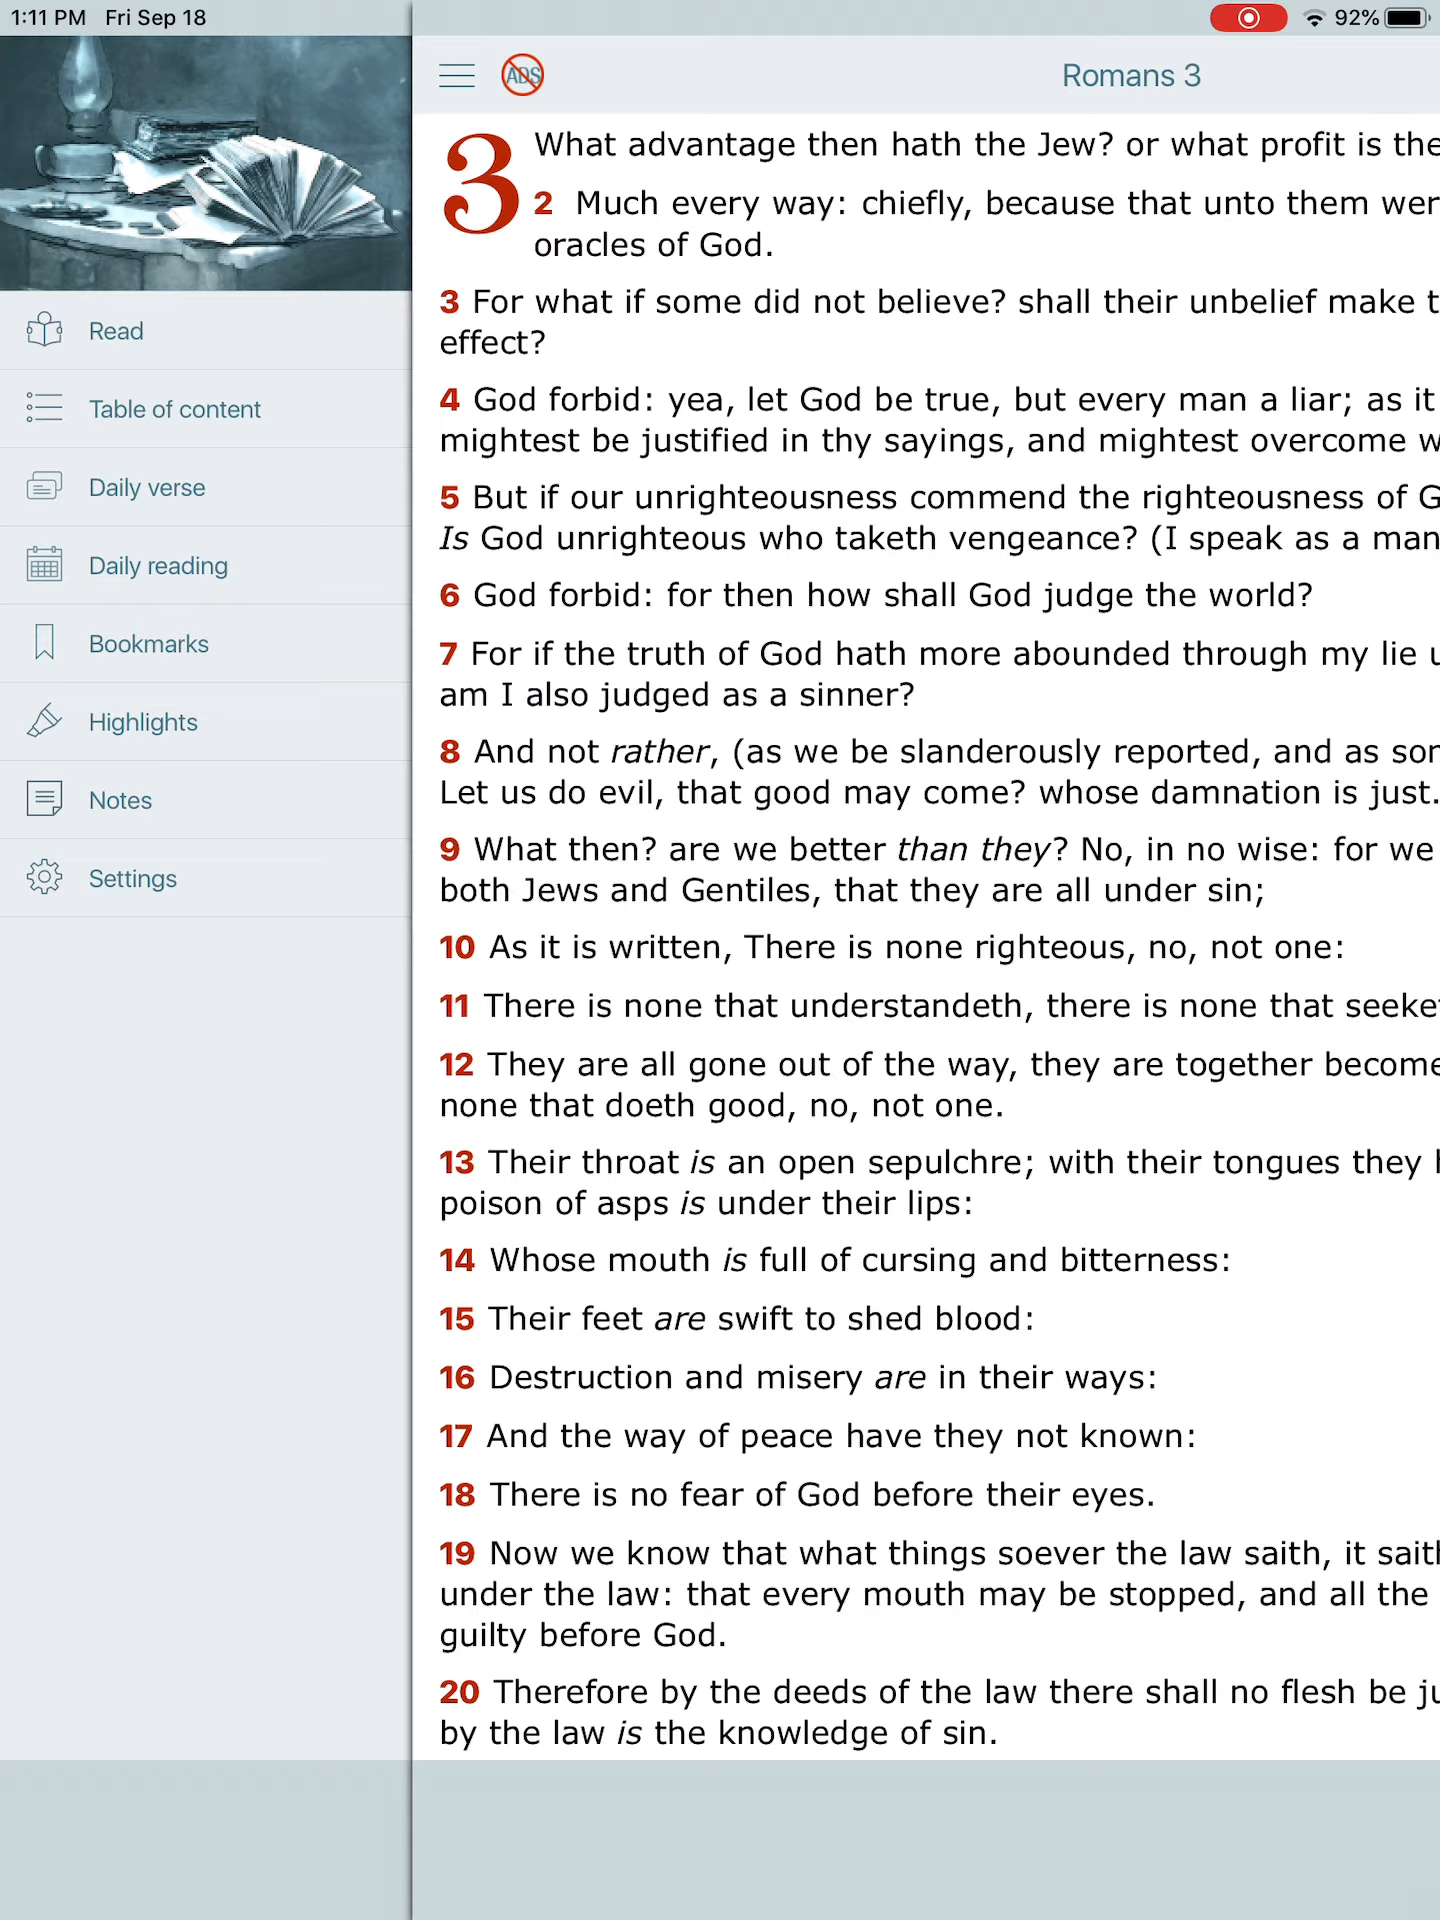 1:11 PM Fri Sep 18
92%
ADS
Romans 3
Read
Table of content
Daily verse
Daily reading
Bookmarks
Highlights
Notes
Settings
3 What advantage then hath the Jew? or what profit is the
2 Much every way: chiefly, because that unto them wer
oracles of God.
3 For what if some did not believe? shall their unbelief make t
effect?
4 God forbid: yea, let God be true, but every man a liar; as it
mightest be justified in thy sayings, and mightest overcome w
5 But if our unrighteousness commend the righteousness of G
Is God unrighteous who taketh vengeance? (I speak as a man
6 God forbid: for then how shall God judge the world?
7 For if the truth of God hath more abounded through my lie u
am I also judged as a sinner?
8 And not rather, (as we be slanderously reported, and as som
Let us do evil, that good may come? whose damnation is just.
9 What then? are we better than they? No, in no wise: for we
both Jews and Gentiles, that they are all under sin;
10 As it is written, There is none righteous, no, not one:
11 There is none that understandeth, there is none that seeket
12 They are all gone out of the way, they are together become
none that doeth good, no, not one.
13 Their throat is an open sepulchre; with their tongues they h
poison of asps is under their lips:
14 Whose mouth is full of cursing and bitterness:
15 Their feet are swift to shed blood:
16 Destruction and misery are in their ways:
17 And the way of peace have they not known:
18 There is no fear of God before their eyes.
19 Now we know that what things soever the law saith, it saith
under the law: that every mouth may be stopped, and all the
guilty before God.
20 Therefore by the deeds of the law there shall no flesh be ju
by the law is the knowledge of sin.